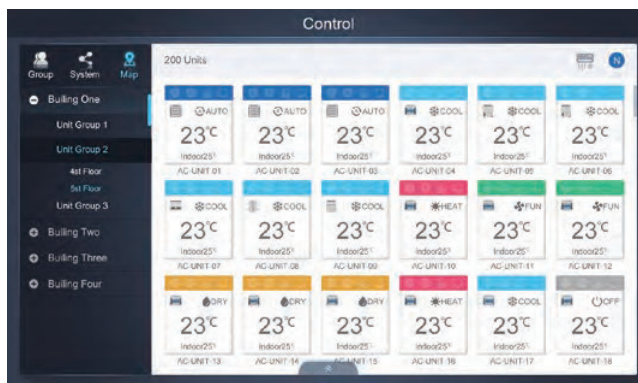 Control
Group System Map
200 Units
N
Builing One
Unit Group 1
Unit Group 2
4st Floor
5st Floor
Unit Group 3
Builing Two
Builing Three
Builing Four
AUTO AUTO AUTO COOL COOL COOL
23°C 23°C 23°C 23°C 23°C 23°C
Indoor25° Indoor25° Indoor25° Indoor25° Indoor25° Indoor25°
AC-UNIT-01 AC-UNIT-02 AC-UNIT-03 AC-UNIT-04 AC-UNIT-05 AC-UNIT-06
COOL COOL COOL HEAT FUN FUN
23°C 23°C 23°C 23°C 23°C 23°C
Indoor25° Indoor25° Indoor25° Indoor25° Indoor25° Indoor25°
AC-UNIT-07 AC-UNIT-08 AC-UNIT-09 AC-UNIT-10 AC-UNIT-11 AC-UNIT-12
DRY DRY DRY HEAT COOL OFF
23°C 23°C 23°C 23°C 23°C 23°C
Indoor25° Indoor25° Indoor25° Indoor25° Indoor25° Indoor25°
AC-UNIT-13 AC-UNIT-14 AC-UNIT-15 AC-UNIT-16 AC-UNIT-17 AC-UNIT-18